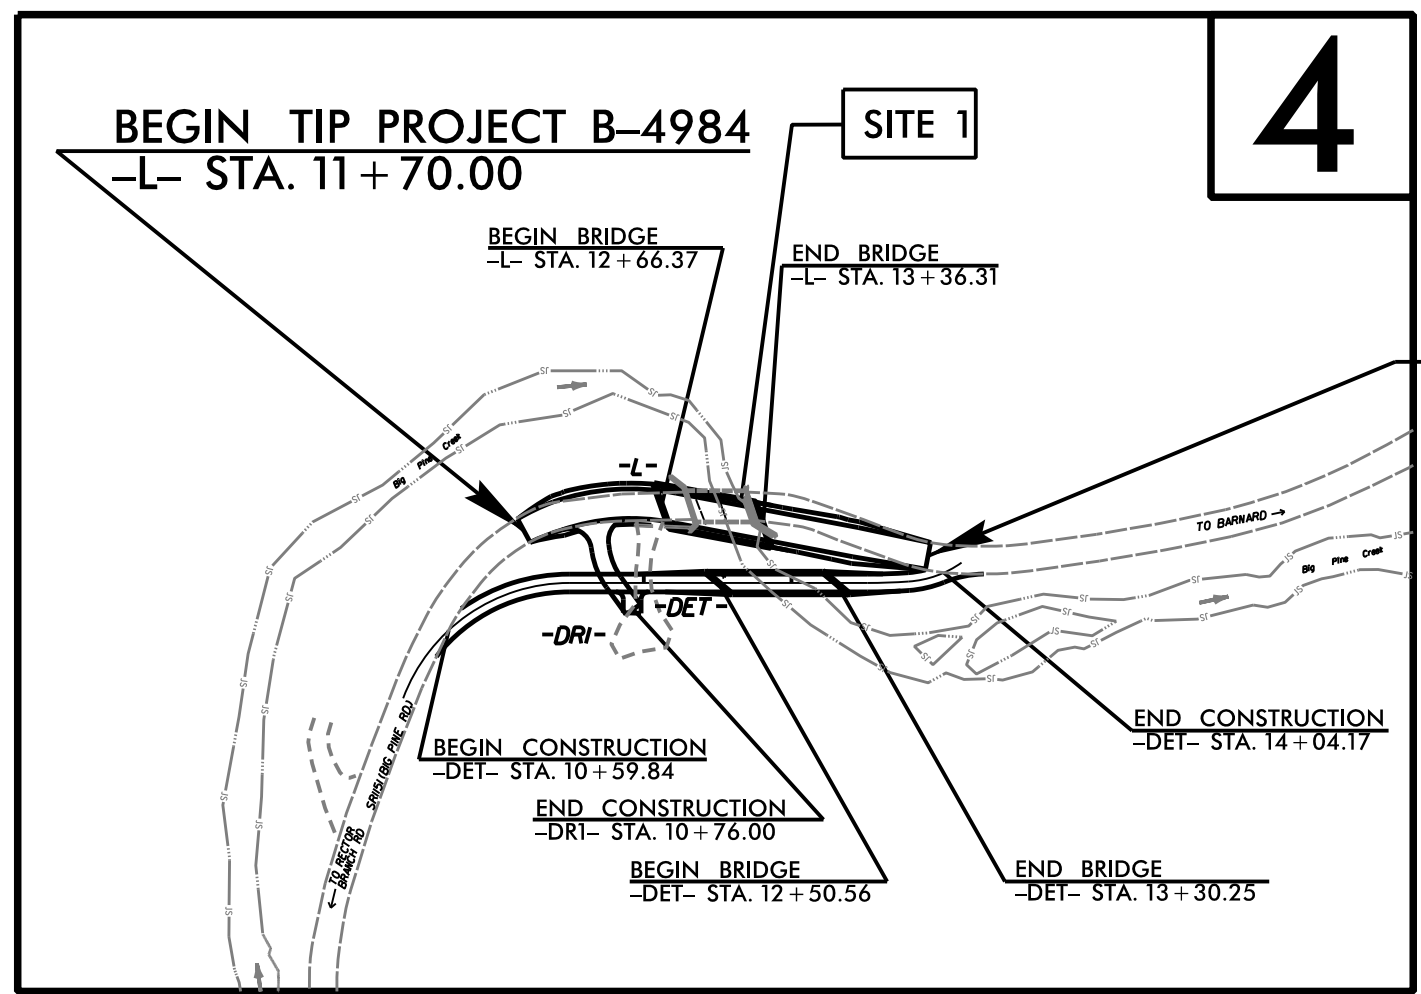 4
BEGIN TIP PROJECT B-4984
-L- STA. 11+70.00
SITE 1
BEGIN BRIDGE
-L- STA. 12+66.37
END BRIDGE
-L- STA. 13+36.31
JS
Big Pine Creek
-L-
TO BARNARD →
Big Pine Creek
-DET-
-DR1-
SR1151 (BIG PINE RD)
← TO RECTOR
BRANCH RD
END CONSTRUCTION
-DET- STA. 14+04.17
BEGIN CONSTRUCTION
-DET- STA. 10+59.84
END CONSTRUCTION
-DR1- STA. 10+76.00
BEGIN BRIDGE
-DET- STA. 12+50.56
END BRIDGE
-DET- STA. 13+30.25